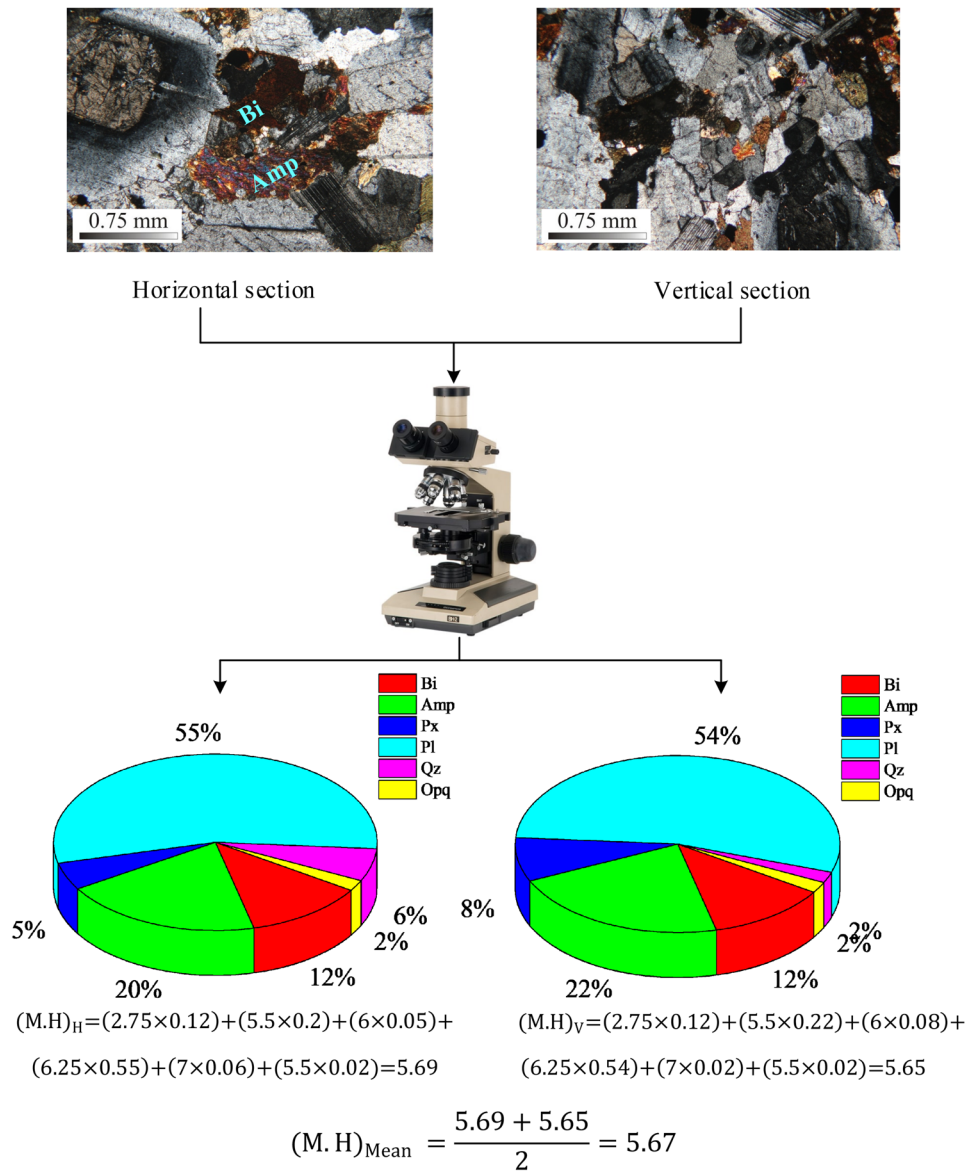 Bi
Amp
0.75 mm
0.75 mm
Horizontal section
Vertical section
BH2
Bi
Amp
Px
Pl
Qz
Opq
55%
5%
20%
12%
2%
6%
Bi
Amp
Px
Pl
Qz
Opq
54%
8%
22%
12%
2%
2%
(M.H)H=(2.75×0.12)+(5.5×0.2)+(6×0.05)+
(6.25×0.55)+(7×0.06)+(5.5×0.02)=5.69
(M.H)V=(2.75×0.12)+(5.5×0.22)+(6×0.08)+
(6.25×0.54)+(7×0.02)+(5.5×0.02)=5.65
(M. H)Mean = (5.69 + 5.65) / 2 = 5.67